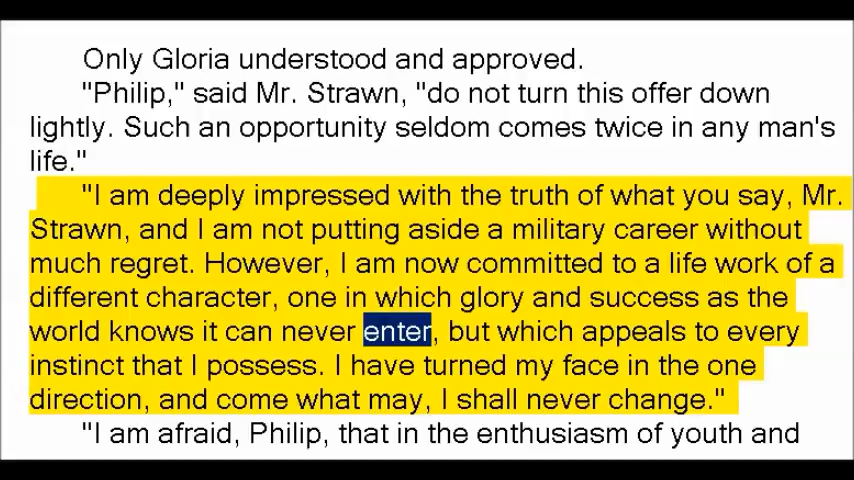 Only Gloria understood and approved.
"Philip," said Mr. Strawn, "do not turn this offer down
lightly. Such an opportunity seldom comes twice in any man's
life."
"I am deeply impressed with the truth of what you say, Mr.
Strawn, and I am not putting aside a military career without
much regret. However, I am now committed to a life work of a
different character, one in which glory and success as the
world knows it can never enter, but which appeals to every
instinct that I possess. I have turned my face in the one
direction, and come what may, I shall never change."
"I am afraid, Philip, that in the enthusiasm of youth and